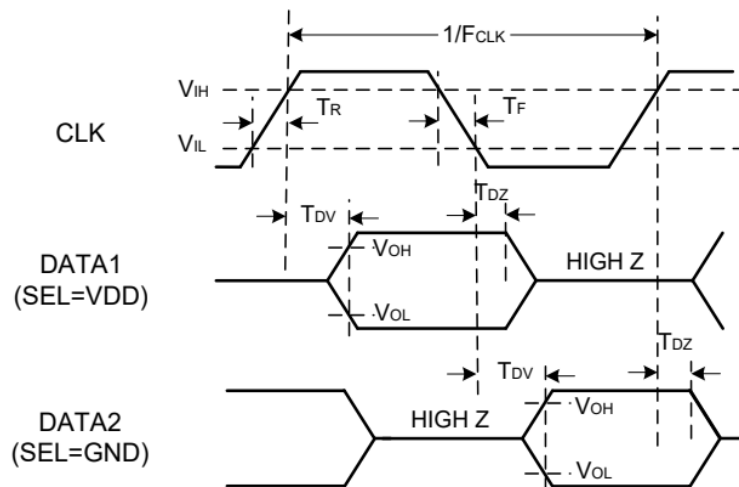 1/FCLK
VIH
TR
TF
CLK
VIL
TDV
TDZ
VOH
DATA1
(SEL=VDD)
HIGH Z
VOL
TDZ
TDV
VOH
DATA2
(SEL=GND)
HIGH Z
VOL